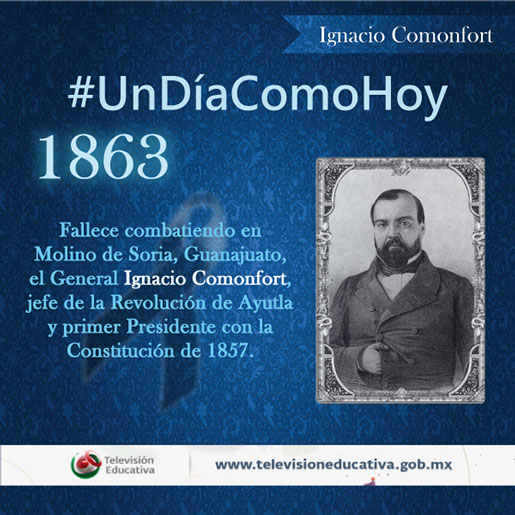 Ignacio Comonfort
#UnDíaComoHoy
1863
Fallece combatiendo en
Molino de Soria, Guanajuato,
el General Ignacio Comonfort,
jefe de la Revolución de Ayutla
y primer Presidente con la
Constitución de 1857.
Televisión
Educativa
www.televisioneducativa.gob.mx